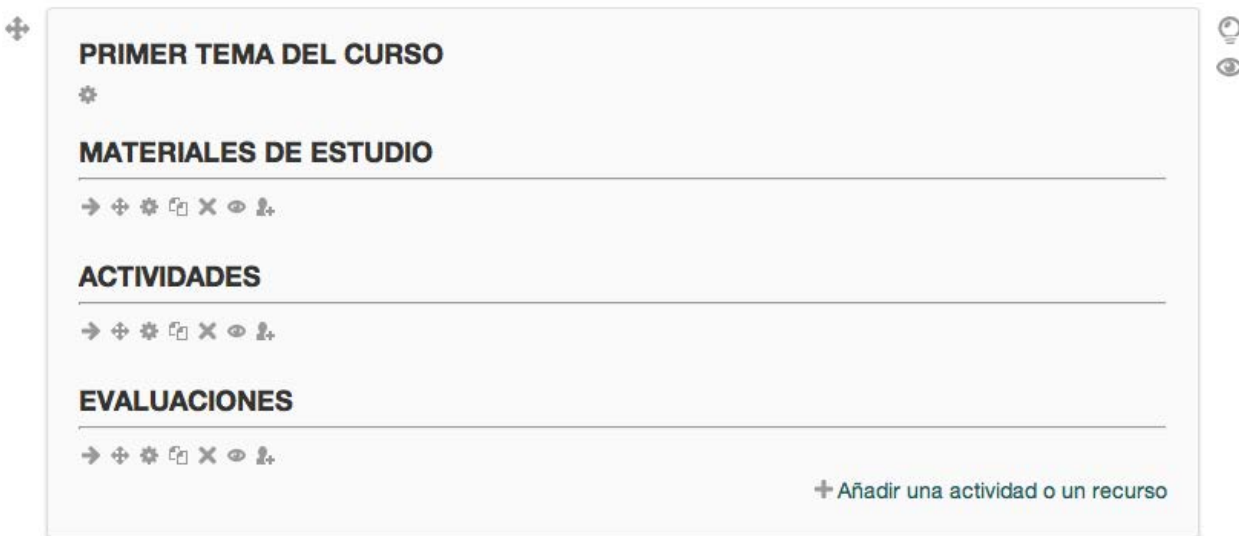 PRIMER TEMA DEL CURSO
MATERIALES DE ESTUDIO
ACTIVIDADES
EVALUACIONES
Añadir una actividad o un recurso